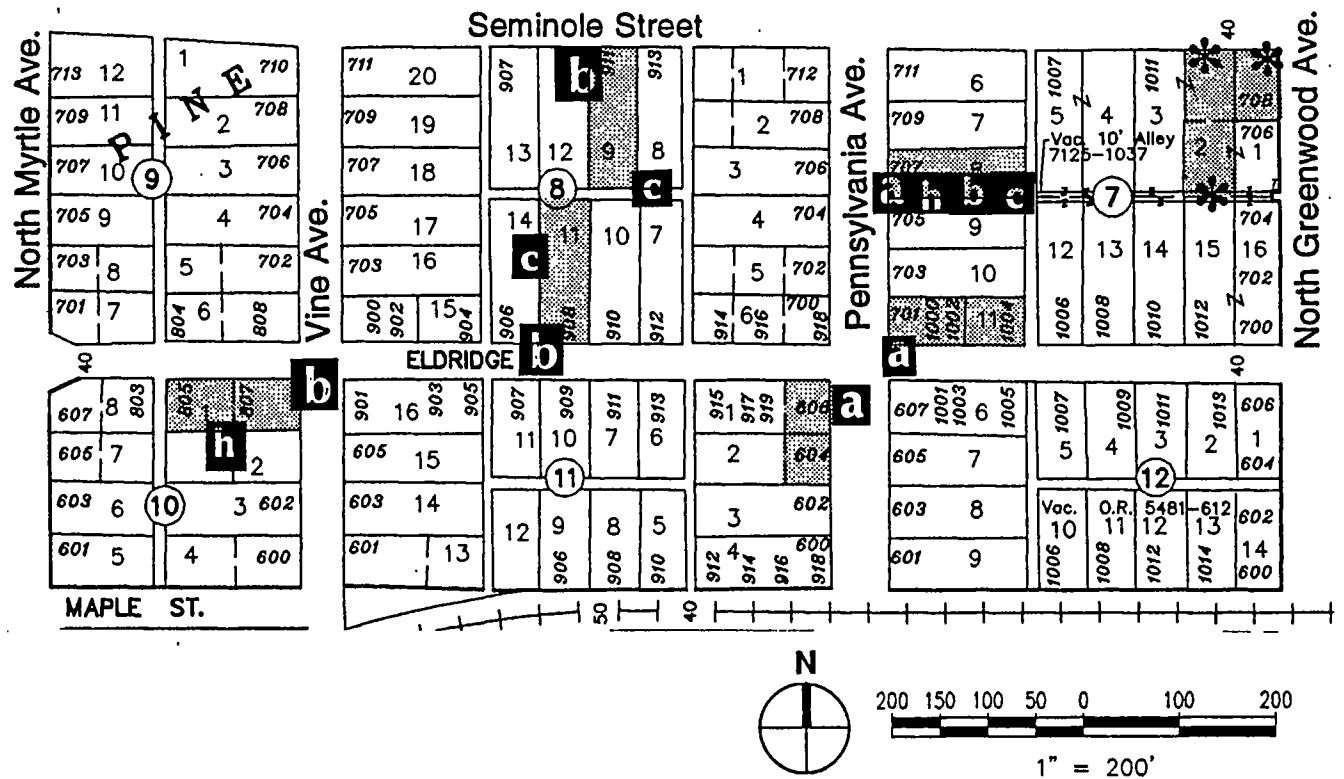 Seminole Street
North Myrtle Ave.
Vine Ave.
Pennsylvania Ave.
North Greenwood Ave.
PINE
713 12
709 11
707 10
705 9
703 8
701 7
9
1 710
2 708
3 706
4 704
5 702
804 6 808
711 20
709 19
707 18
705 17
703 16
900 902 15 904
907 b 911 913
13 12 9 8
8 c
14 11 10 7
c
906 908 910 912
ELDRIDGE b
1 712
2 708
3 706
4 704
5 702
700
914 6 916 918
711 6
709 7
707 8
a h b c
705 9
703 10
701 1000 1002 11 1004
a
40
1007 1011 708
5 4 3 2 706 1
Vac. 10' Alley
7125-1037
7
704
12 13 14 15 16
702
1006 1008 1010 1012 700
40
40
607 8 803
605 7
603 6
601 5
10
805 807 b
h
2
3 602
4 600
901 16 903 905
605 15
603 14
601 13
907 909 911 913
11 10 7 6
11
12 9 8 5
906 908 910
915 1 917 919 606 a
2 604
3 602
4 600
912 914 916 918
607 1001 1003 6 1005
605 7
603 8
601 9
1007 1009 1011 1013 606
5 4 3 2 1
604
12
Vac. O.R. 5481-612 602
10 11 12 13
14
1006 1008 1012 1014 600
MAPLE ST.
50 40
N
200 150 100 50 0 100 200
1" = 200'